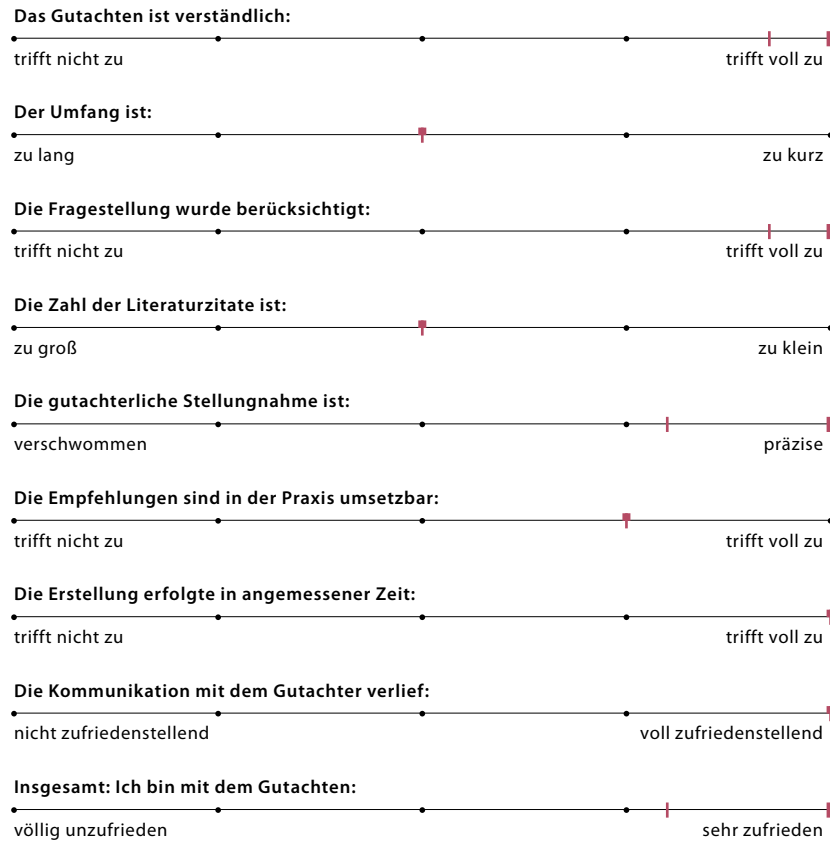 Das Gutachten ist verständlich:
trifft nicht zu trifft voll zu
Der Umfang ist:
zu lang zu kurz
Die Fragestellung wurde berücksichtigt:
trifft nicht zu trifft voll zu
Die Zahl der Literaturzitate ist:
zu groß zu klein
Die gutachterliche Stellungnahme ist:
verschwommen präzise
Die Empfehlungen sind in der Praxis umsetzbar:
trifft nicht zu trifft voll zu
Die Erstellung erfolgte in angemessener Zeit:
trifft nicht zu trifft voll zu
Die Kommunikation mit dem Gutachter verlief:
nicht zufriedenstellend voll zufriedenstellend
Insgesamt: Ich bin mit dem Gutachten:
völlig unzufrieden sehr zufrieden